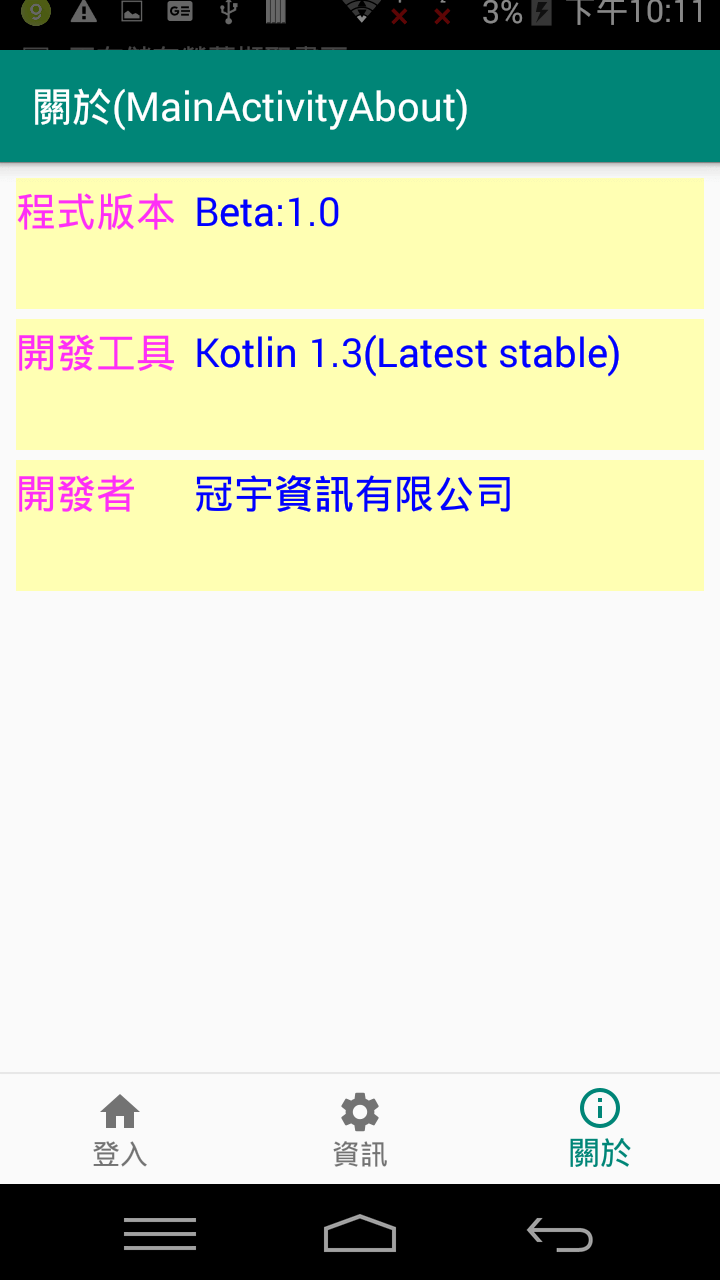 9
GE
3%
下午10:11
關於(MainActivityAbout)
程式版本 Beta:1.0
開發工具 Kotlin 1.3(Latest stable)
開發者 冠宇資訊有限公司
登入 資訊 關於